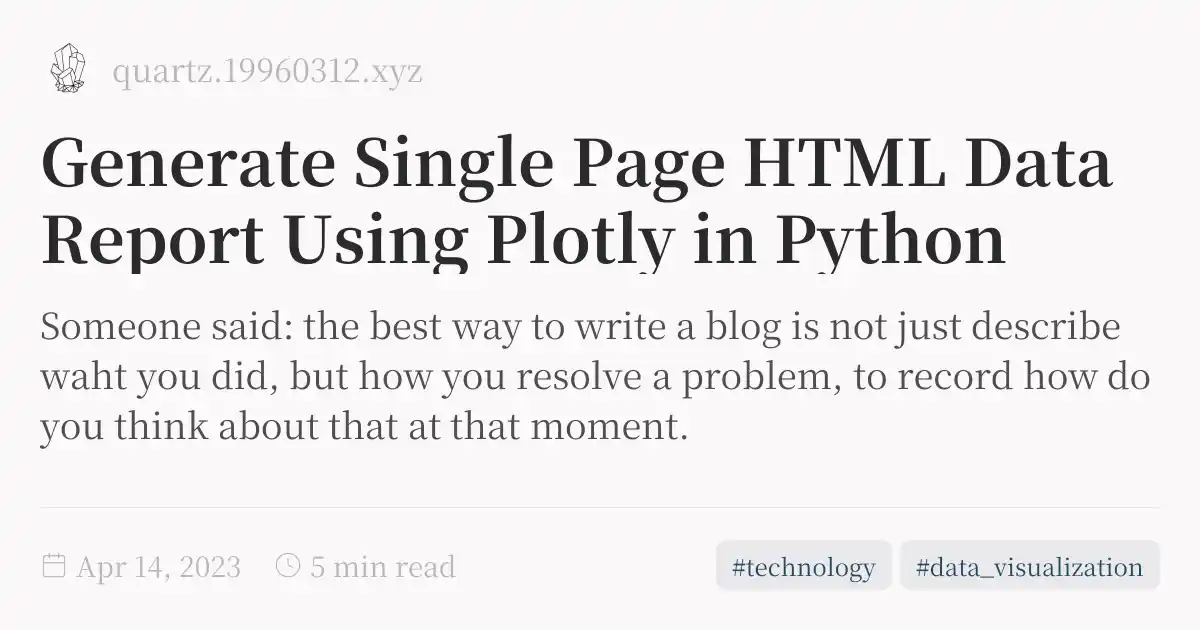 quartz.19960312.xyz
Generate Single Page HTML Data
Report Using Plotly in Python
Someone said: the best way to write a blog is not just describe
waht you did, but how you resolve a problem, to record how do
you think about that at that moment.
Apr 14, 2023 5 min read #technology #data_visualization